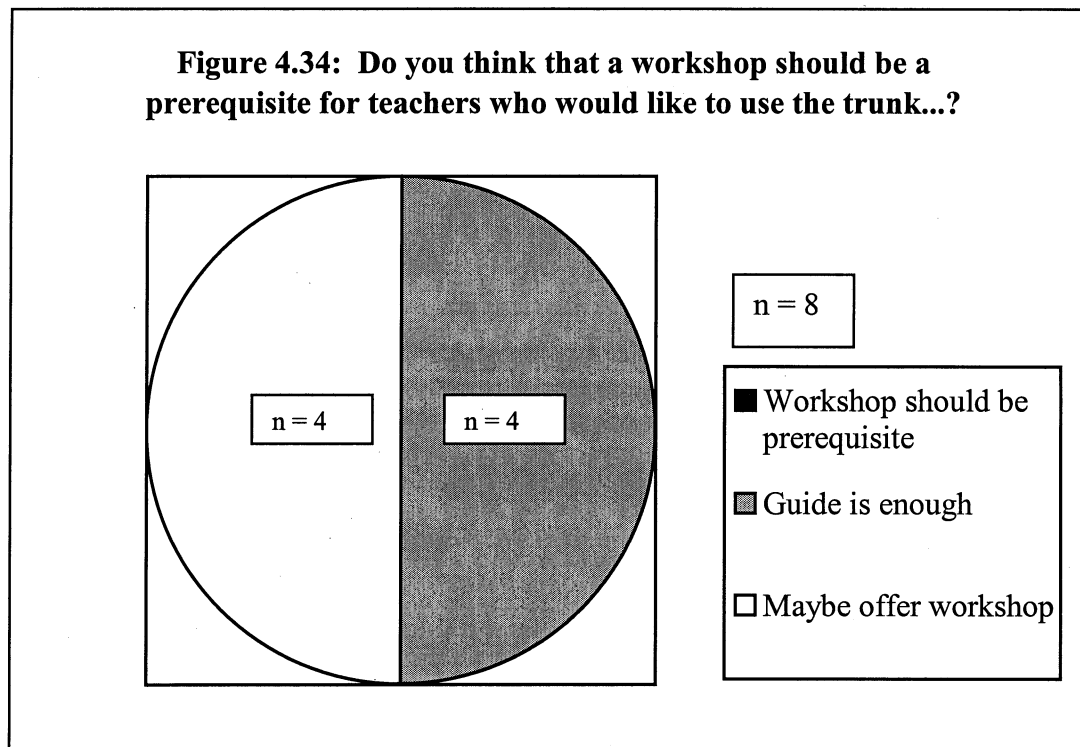 Figure 4.34: Do you think that a workshop should be a
prerequisite for teachers who would like to use the trunk...?
n = 8
n = 4
n = 4
Workshop should be
prerequisite
Guide is enough
Maybe offer workshop